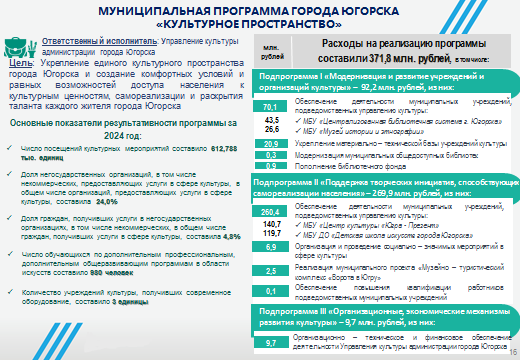 МУНИЦИПАЛЬНАЯ ПРОГРАММА ГОРОДА ЮГОРСКА
«КУЛЬТУРНОЕ ПРОСТРАНСТВО»
Ответственный исполнитель: Управление культуры
администрации города Югорска
Цель: Укрепление единого культурного пространства
города Югорска и создание комфортных условий и
равных возможностей доступа населения к
культурным ценностям, самореализации и раскрытия
таланта каждого жителя города Югорска
Основные показатели результативности программы за
2024 год:
✓ Число посещений культурных мероприятий составило 612,788
тыс. единиц
✓ Доля негосударственных организаций, в том числе
некоммерческих, предоставляющих услуги в сфере культуры, в
общем числе организаций, предоставляющих услуги в сфере
культуры, составила 24,0%
✓ Доля граждан, получивших услуги в негосударственных
организациях, в том числе некоммерческих, в общем числе
граждан, получивших услуги в сфере культуры, составила 4,8%
✓ Число обучающихся по дополнительным профессиональным,
дополнительным общеразвивающим программам в области
искусств составило 980 человек
✓ Количество учреждений культуры, получивших современное
оборудование, составило 3 единицы
млн.
рублей
Расходы на реализацию программы
составили 371,8 млн. рублей, в том числе:
Подпрограмма I «Модернизация и развитие учреждений и
организаций культуры» – 92,2 млн. рублей, из них:
70,1 Обеспечение деятельности муниципальных учреждений,
подведомственных управлению культуры:
43,5 ✓ МБУ «Централизованная библиотечная система г. Югорска»
26,6 ✓ МБУ «Музей истории и этнографии»
20,9 Укрепление материально – технической базы учреждений культуры
0,3 Модернизация муниципальных общедоступных библиотек
0,9 Пополнение библиотечного фонда
Подпрограмма II «Поддержка творческих инициатив, способствующих
самореализации населения» – 269,9 млн. рублей, из них:
260,4 Обеспечение деятельности муниципальных учреждений,
подведомственных управлению культуры:
140,7 ✓ МБУ «Центр культуры «Югра - Презент»
119,7 ✓ МБУ ДО «Детская школа искусств города Югорска»
6,9 Организация и проведение социально – значимых мероприятий в
сфере культуры
2,5 Реализация муниципального проекта «Музейно – туристический
комплекс «Ворота в Югру»
0,1 Обеспечение повышения квалификации работников
подведомственных муниципальных учреждений
Подпрограмма III «Организационные, экономические механизмы
развития культуры» – 9,7 млн. рублей, из них:
9,7 Организационно – техническое и финансовое обеспечение
деятельности Управления культуры администрации города Югорска
16